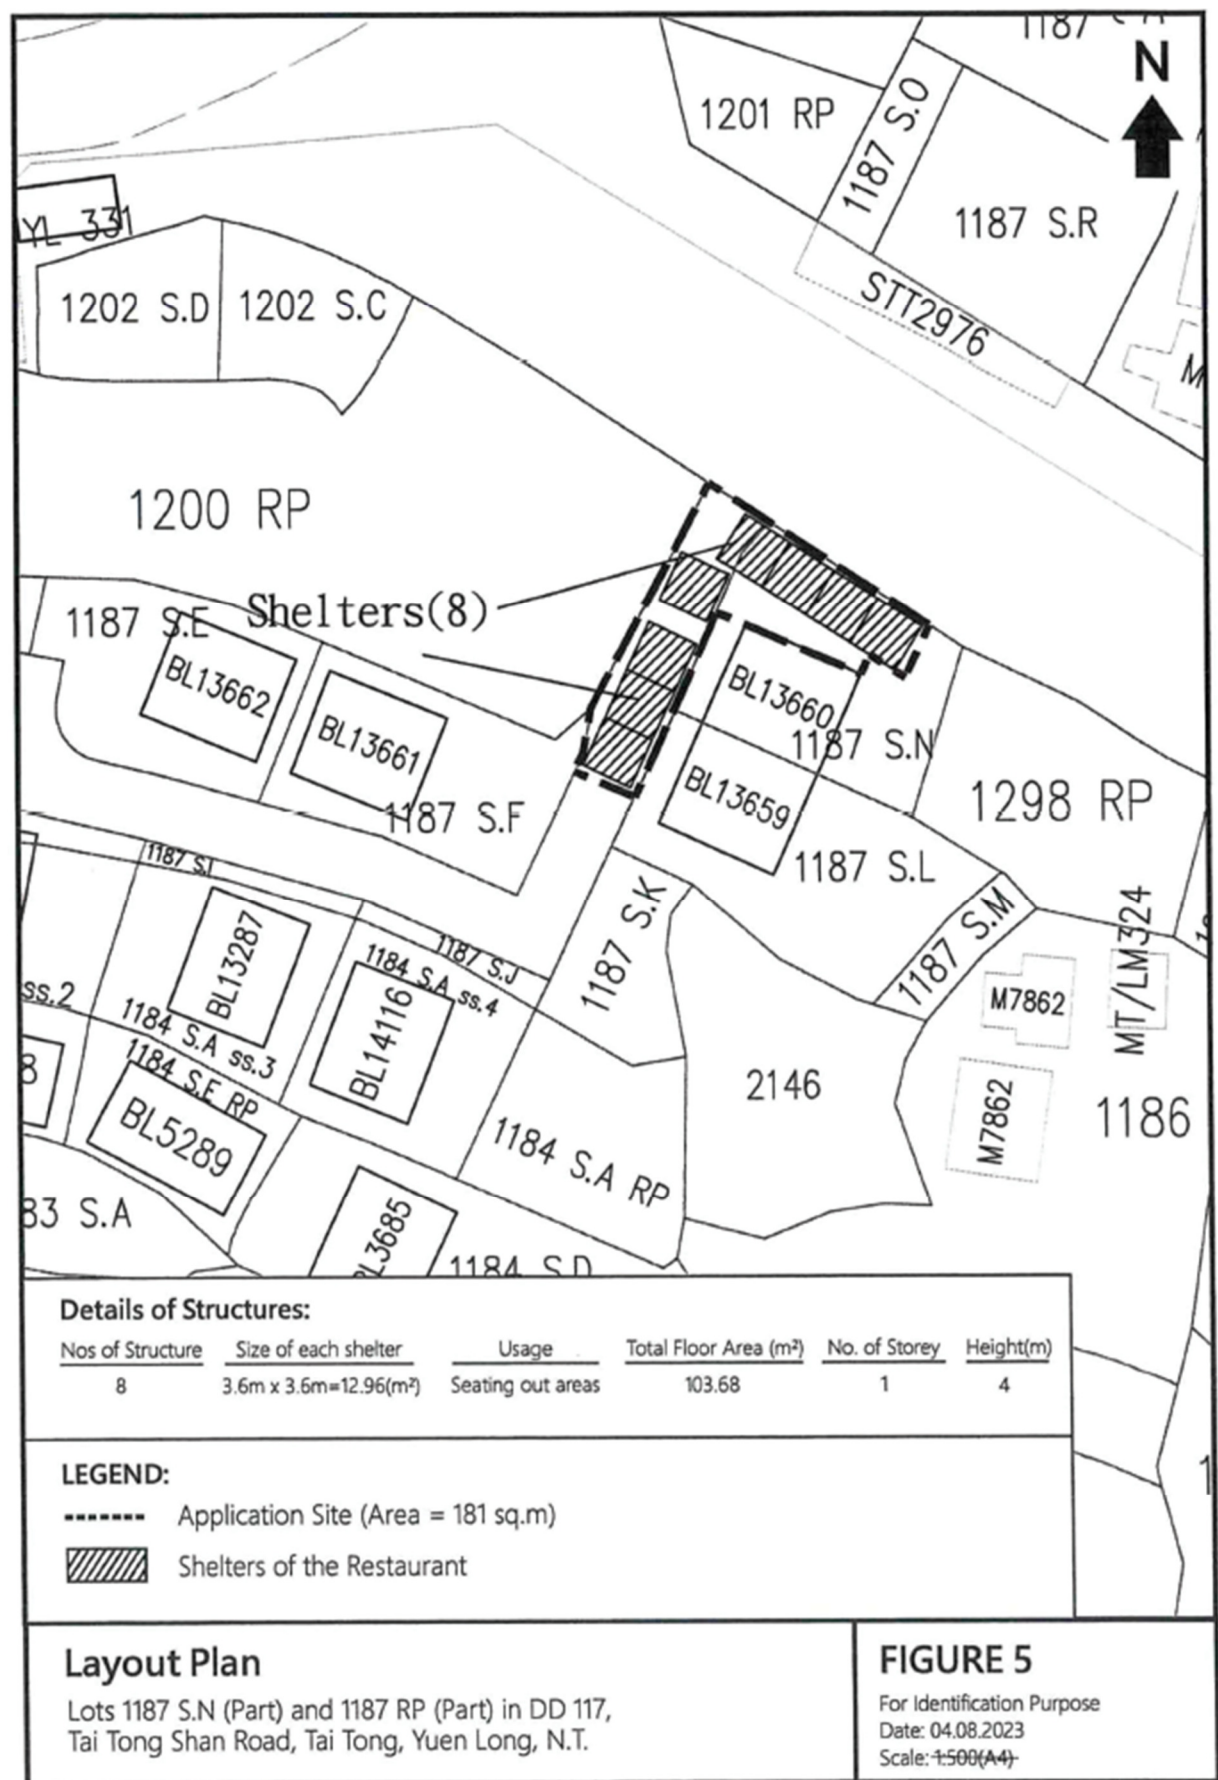 1187
N
1201 RP
1187 S.O
1187 S.R
YL 331
1202 S.D
1202 S.C
STT2976
M
1200 RP
Shelters(8)
1187 S.E
BL13662
BL13661
BL13660
1187 S.N
BL13659
1298 RP
1187 S.F
1187 S.L
1187 S.I
1187 S.K
1187 S.M
MT/LM324
BL13287
1187 S.J
1184 S.A ss.4
M7862
ss.2
BL14116
1184 S.A ss.3
8
1184 S.E RP
2146
M7862
1186
BL5289
1184 S.A RP
83 S.A
3685
1184 S.D
Details of Structures:
Nos of Structure Size of each shelter Usage Total Floor Area (m²) No. of Storey Height(m)
8 3.6m x 3.6m=12.96(m²) Seating out areas 103.68 1 4
LEGEND:
Application Site (Area = 181 sq.m)
Shelters of the Restaurant
1
Layout Plan
Lots 1187 S.N (Part) and 1187 RP (Part) in DD 117,
Tai Tong Shan Road, Tai Tong, Yuen Long, N.T.
FIGURE 5
For Identification Purpose
Date: 04.08.2023
Scale: 1:500(A4)